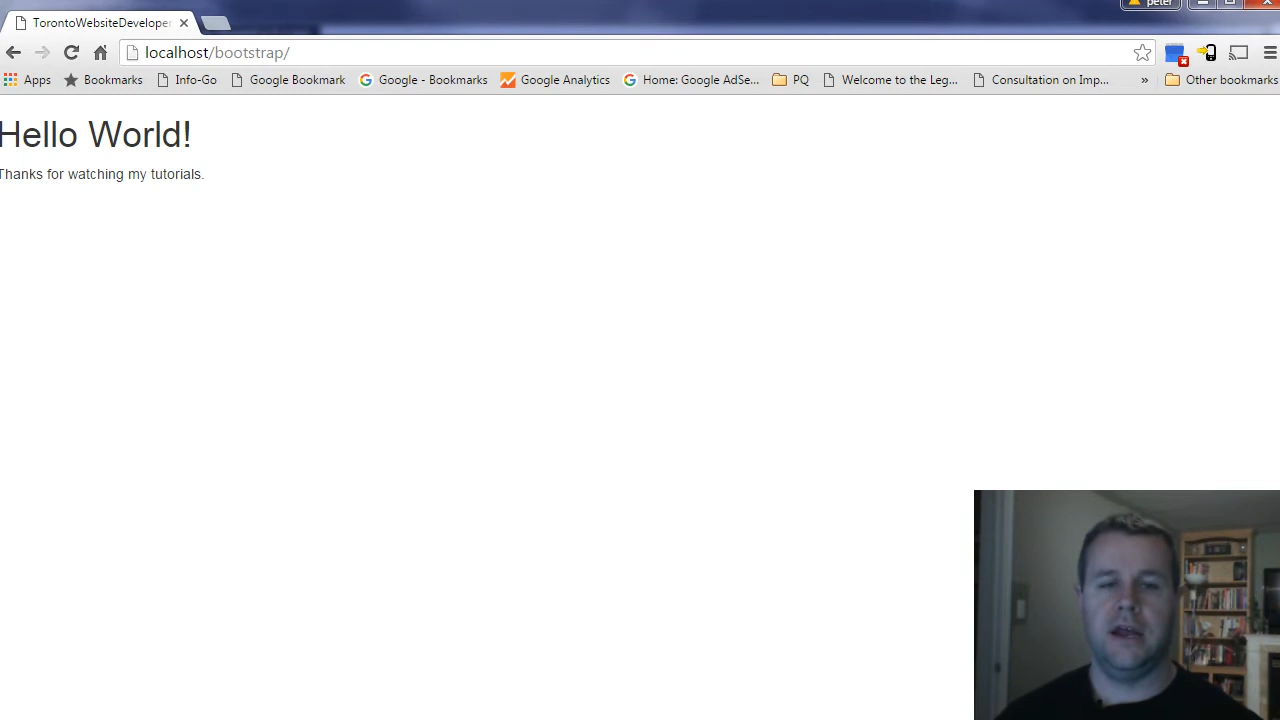 peter
TorontoWebsiteDeveloper
localhost/bootstrap/
Apps Bookmarks Info-Go Google Bookmark Google - Bookmarks Google Analytics Home: Google AdSe... PQ Welcome to the Leg... Consultation on Imp... » Other bookmarks
Hello World!
Thanks for watching my tutorials.